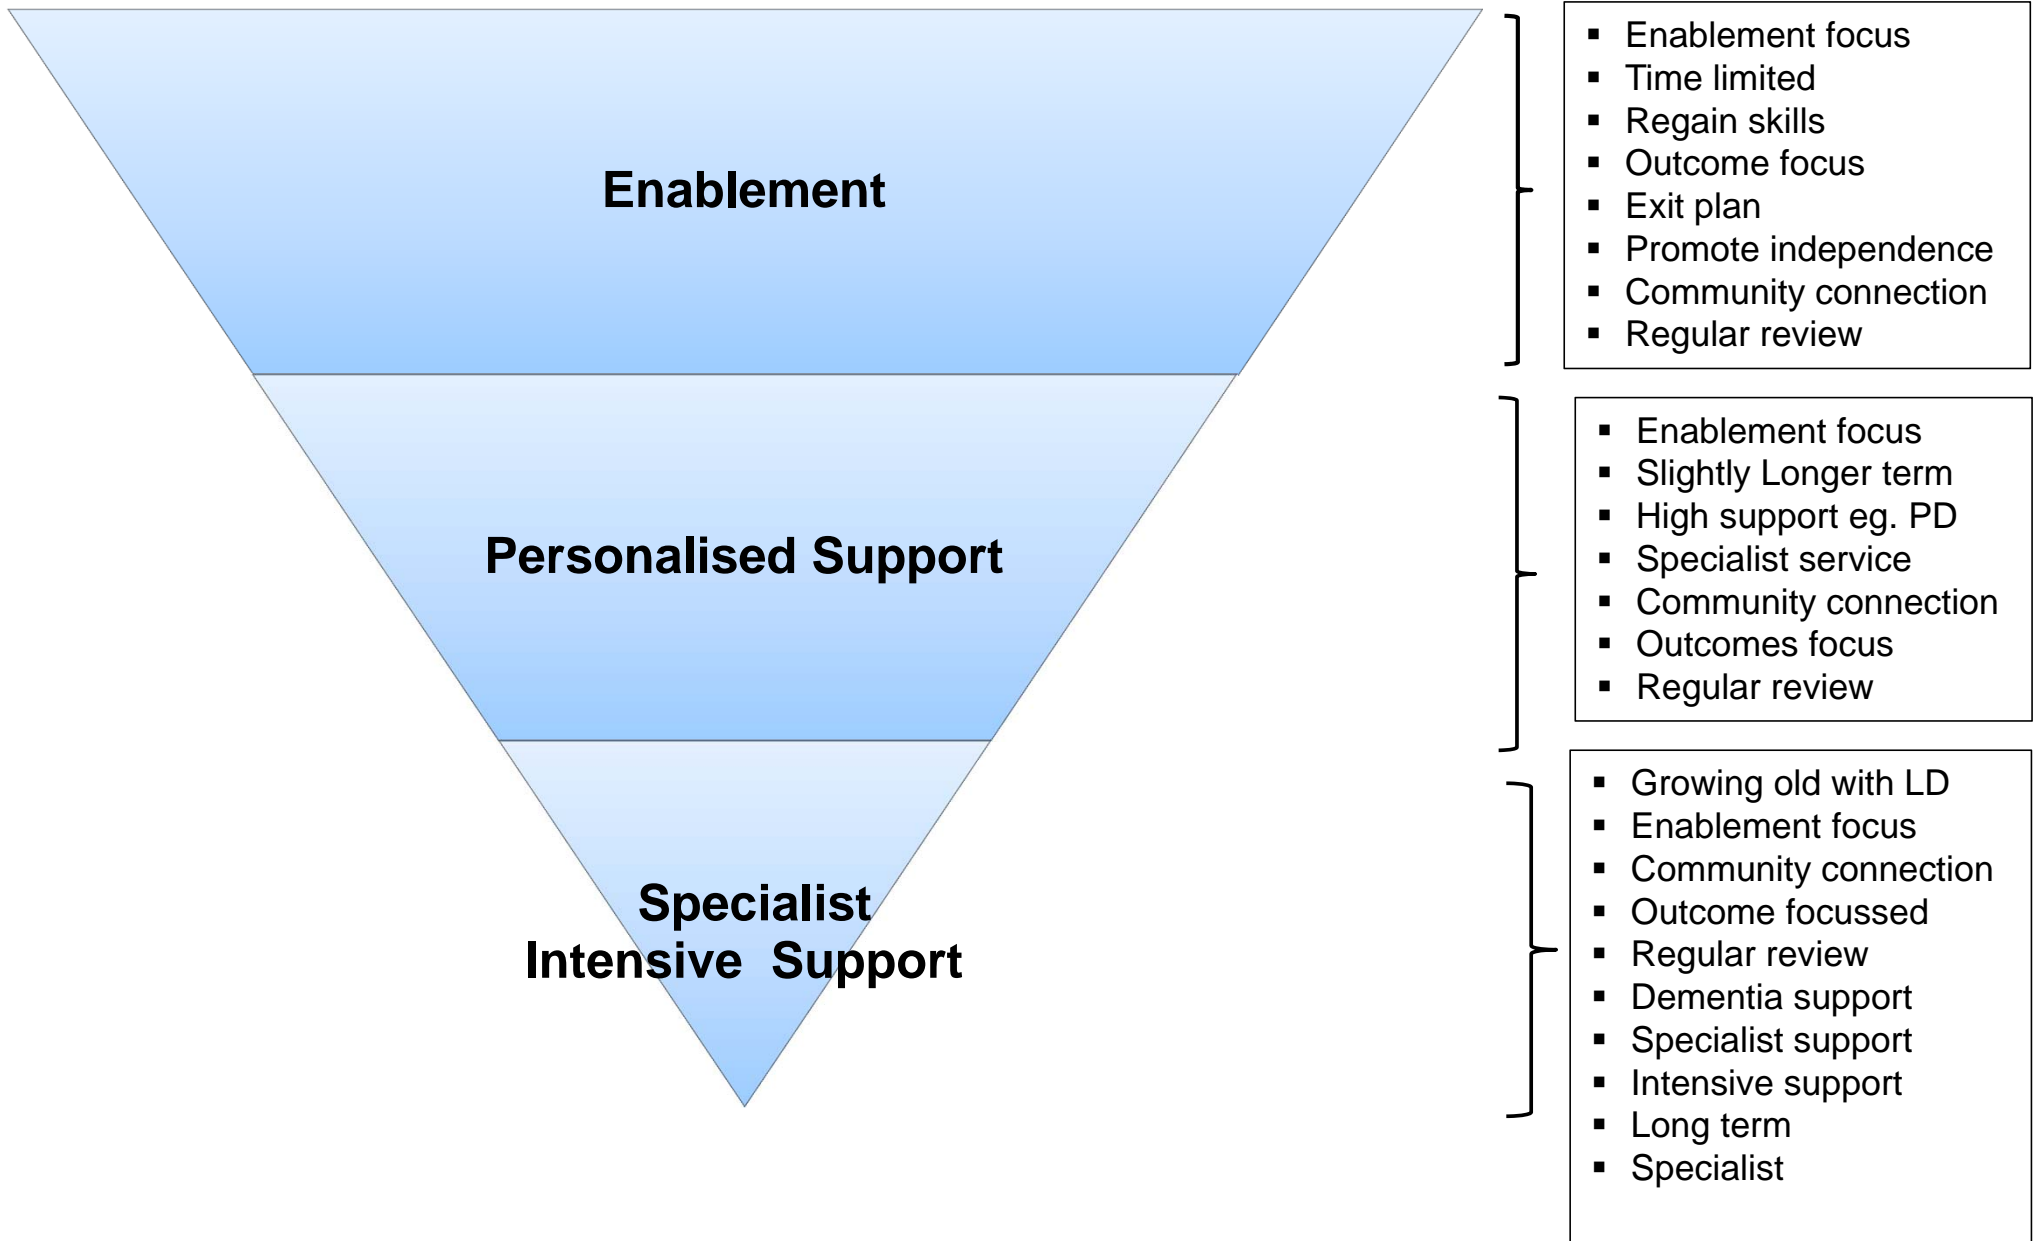 Enablement
▪ Enablement focus
▪ Time limited
▪ Regain skills
▪ Outcome focus
▪ Exit plan
▪ Promote independence
▪ Community connection
▪ Regular review
Personalised Support
▪ Enablement focus
▪ Slightly Longer term
▪ High support eg. PD
▪ Specialist service
▪ Community connection
▪ Outcomes focus
▪ Regular review
Specialist
Intensive  Support
▪ Growing old with LD
▪ Enablement focus
▪ Community connection
▪ Outcome focussed
▪ Regular review
▪ Dementia support
▪ Specialist support
▪ Intensive support
▪ Long term
▪ Specialist